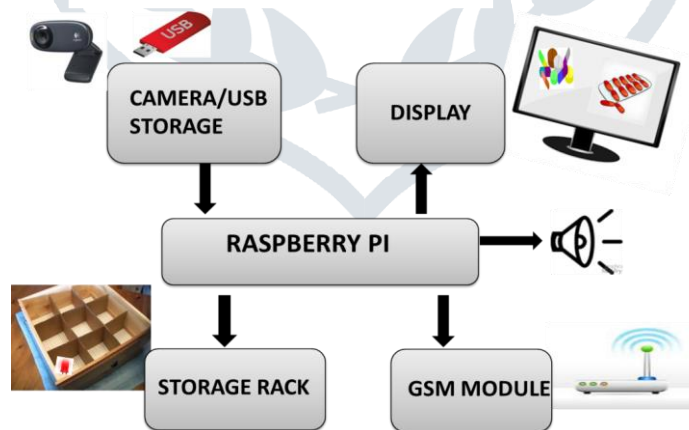 USB
CAMERA/USB
STORAGE
DISPLAY
RASPBERRY PI
STORAGE RACK
GSM MODULE